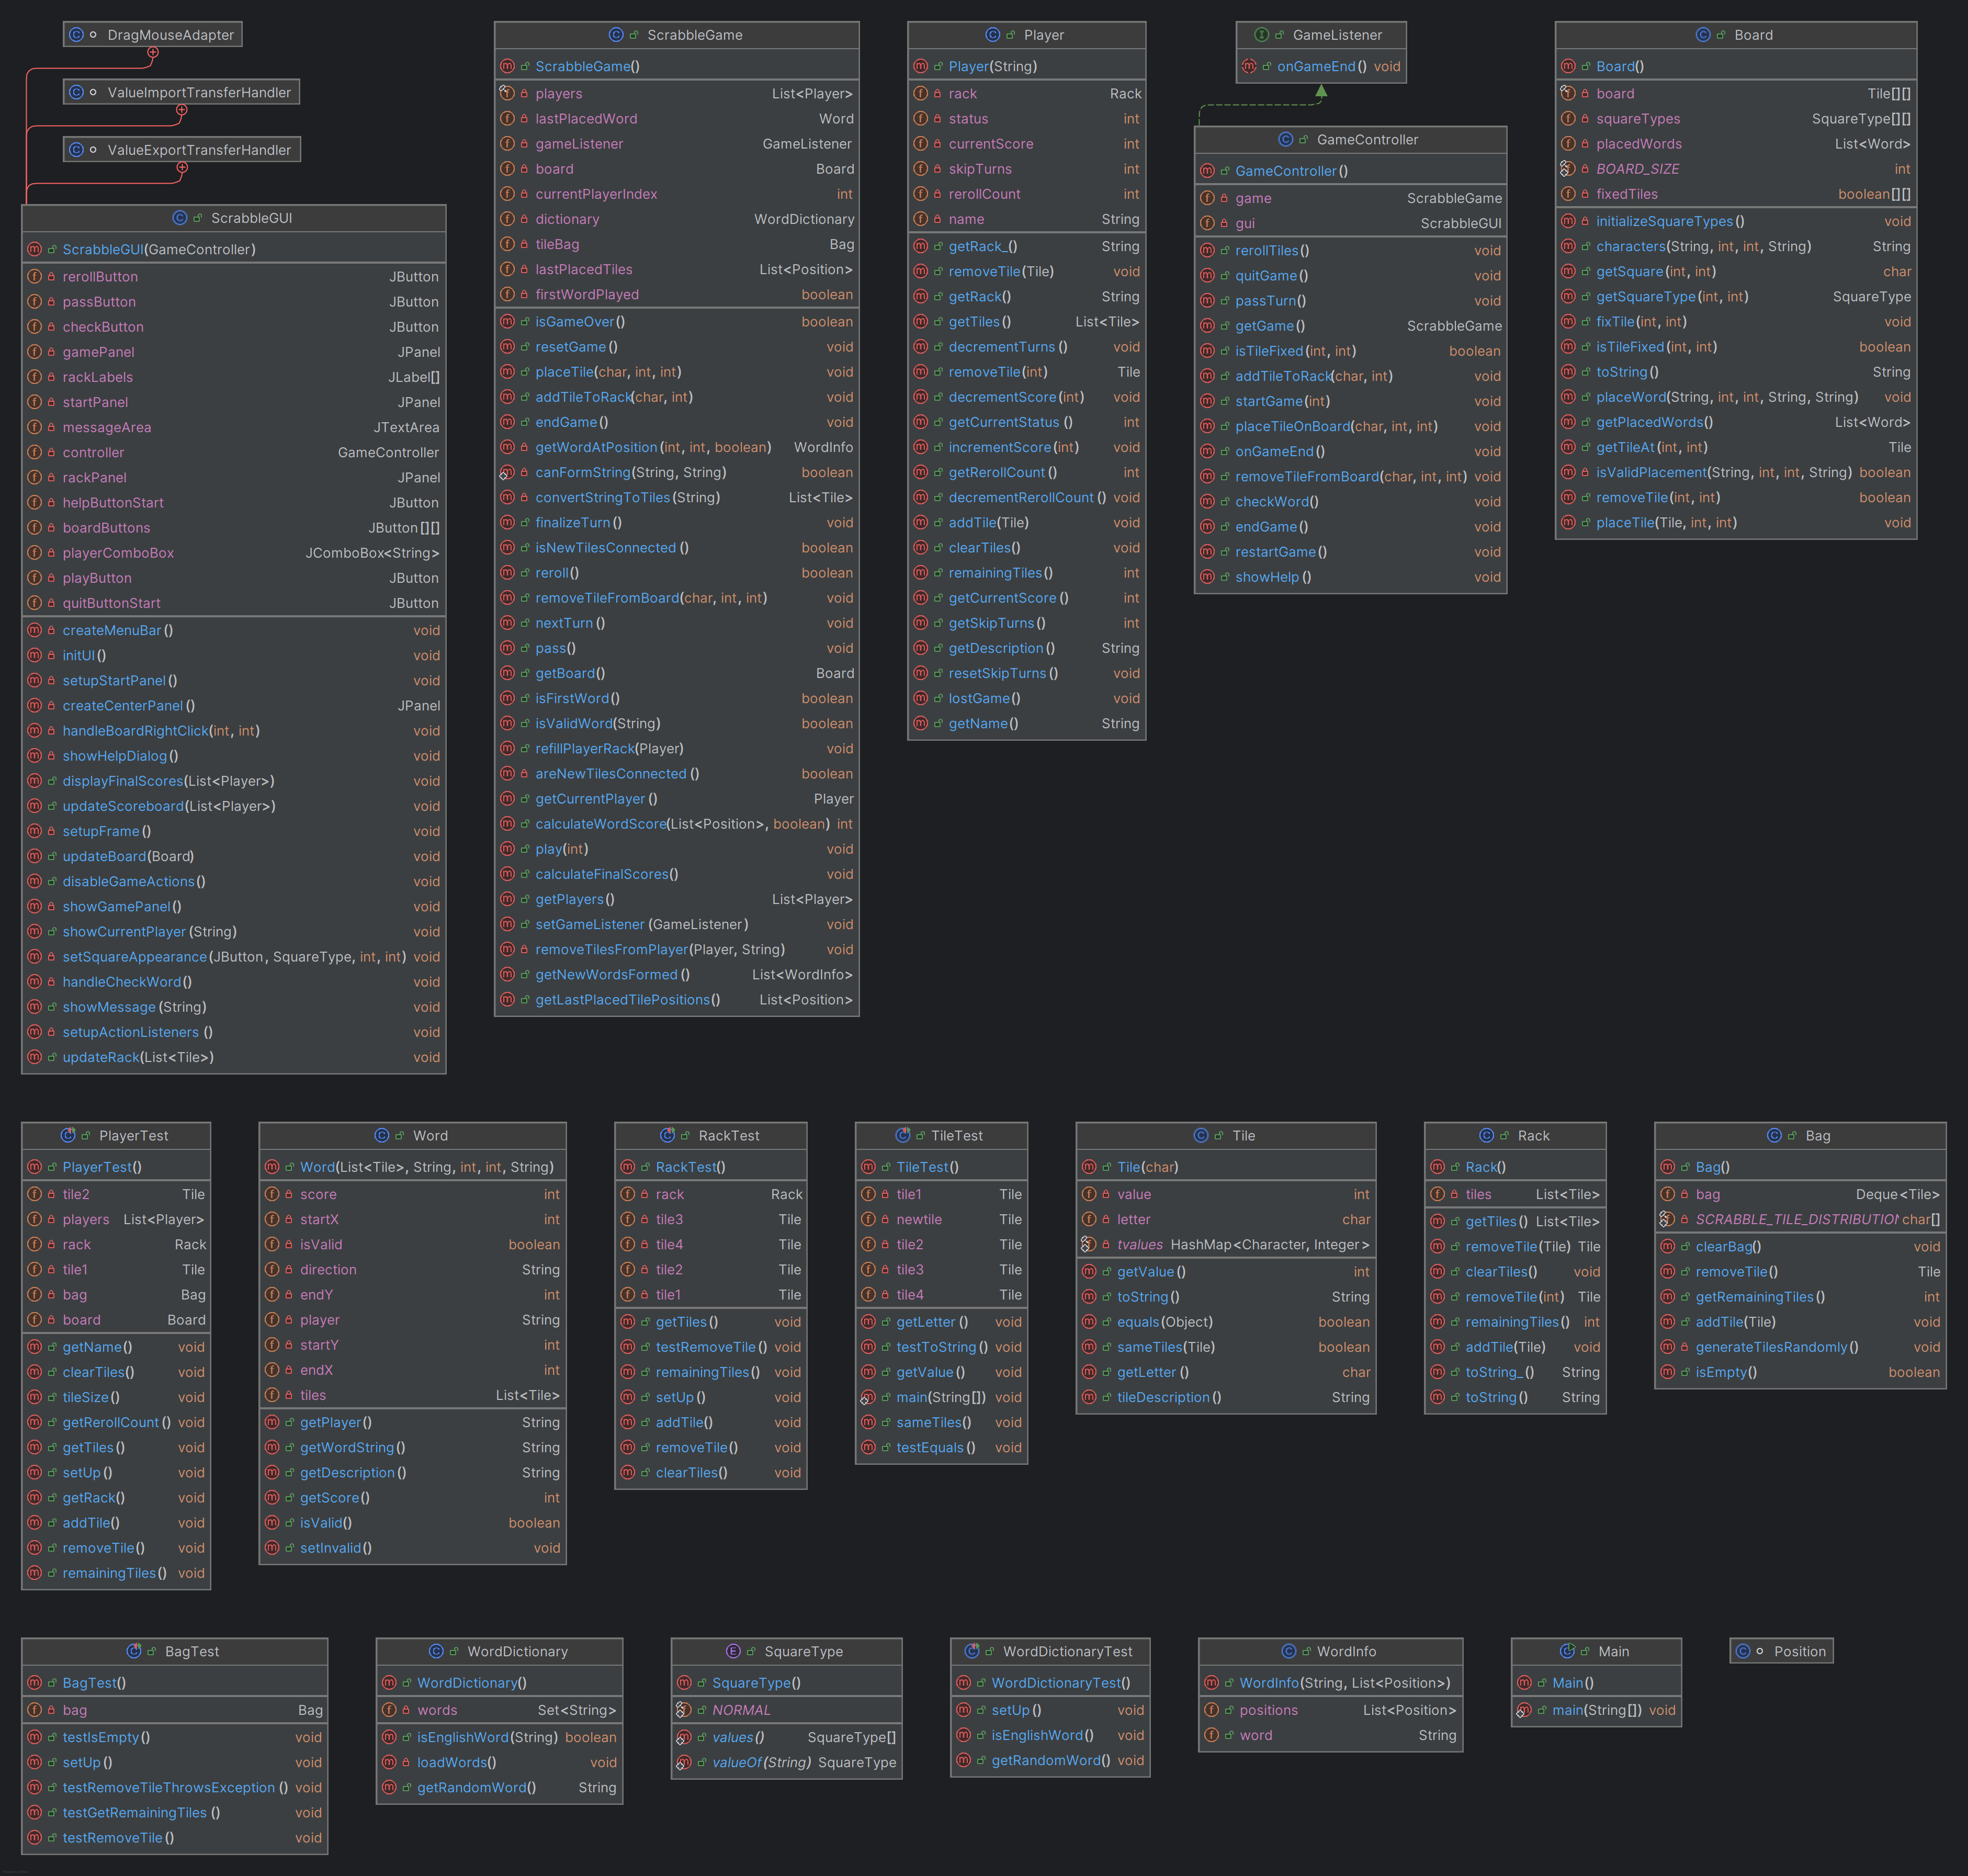 DragMouseAdapter
ValueImportTransferHandler
ValueExportTransferHandler
ScrabbleGUI
ScrabbleGUI(GameController)
rerollButton JButton
passButton JButton
checkButton JButton
gamePanel JPanel
rackLabels JLabel[]
startPanel JPanel
messageArea JTextArea
controller GameController
rackPanel JPanel
helpButtonStart JButton
boardButtons JButton[][]
playerComboBox JComboBox<String>
playButton JButton
quitButtonStart JButton
createMenuBar() void
initUI() void
setupStartPanel() void
createCenterPanel() JPanel
handleBoardRightClick(int, int) void
showHelpDialog() void
displayFinalScores(List<Player>) void
updateScoreboard(List<Player>) void
setupFrame() void
updateBoard(Board) void
disableGameActions() void
showGamePanel() void
showCurrentPlayer(String) void
setSquareAppearance(JButton, SquareType, int, int) void
handleCheckWord() void
showMessage(String) void
setupActionListeners() void
updateRack(List<Tile>) void
ScrabbleGame
ScrabbleGame()
players List<Player>
lastPlacedWord Word
gameListener GameListener
board Board
currentPlayerIndex int
dictionary WordDictionary
tileBag Bag
lastPlacedTiles List<Position>
firstWordPlayed boolean
isGameOver() boolean
resetGame() void
placeTile(char, int, int) void
addTileToRack(char, int) void
endGame() void
getWordAtPosition(int, int, boolean) WordInfo
canFormString(String, String) boolean
convertStringToTiles(String) List<Tile>
finalizeTurn() void
isNewTilesConnected() boolean
reroll() boolean
removeTileFromBoard(char, int, int) void
nextTurn() void
pass() void
getBoard() Board
isFirstWord() boolean
isValidWord(String) boolean
refillPlayerRack(Player) void
areNewTilesConnected() boolean
getCurrentPlayer() Player
calculateWordScore(List<Position>, boolean) int
play(int) void
calculateFinalScores() void
getPlayers() List<Player>
setGameListener(GameListener) void
removeTilesFromPlayer(Player, String) void
getNewWordsFormed() List<WordInfo>
getLastPlacedTilePositions() List<Position>
Player
Player(String)
rack Rack
status int
currentScore int
skipTurns int
rerollCount int
name String
getRack_() String
removeTile(Tile) void
getRack() String
getTiles() List<Tile>
decrementTurns() void
removeTile(int) Tile
decrementScore(int) void
getCurrentStatus() int
incrementScore(int) void
getRerollCount() int
decrementRerollCount() void
addTile(Tile) void
clearTiles() void
remainingTiles() int
getCurrentScore() int
getSkipTurns() int
getDescription() String
resetSkipTurns() void
lostGame() void
getName() String
GameListener
onGameEnd() void
GameController
GameController()
game ScrabbleGame
gui ScrabbleGUI
rerollTiles() void
quitGame() void
passTurn() void
getGame() ScrabbleGame
isTileFixed(int, int) boolean
addTileToRack(char, int) void
startGame(int) void
placeTileOnBoard(char, int, int) void
onGameEnd() void
removeTileFromBoard(char, int, int) void
checkWord() void
endGame() void
restartGame() void
showHelp() void
Board
Board()
board Tile[][]
squareTypes SquareType[][]
placedWords List<Word>
BOARD_SIZE int
fixedTiles boolean[][]
initializeSquareTypes() void
characters(String, int, int, String) String
getSquare(int, int) char
getSquareType(int, int) SquareType
fixTile(int, int) void
isTileFixed(int, int) boolean
toString() String
placeWord(String, int, int, String, String) void
getPlacedWords() List<Word>
getTileAt(int, int) Tile
isValidPlacement(String, int, int, String) boolean
removeTile(int, int) boolean
placeTile(Tile, int, int) void
PlayerTest
PlayerTest()
tile2 Tile
players List<Player>
rack Rack
tile1 Tile
bag Bag
board Board
getName() void
clearTiles() void
tileSize() void
getRerollCount() void
getTiles() void
setUp() void
getRack() void
addTile() void
removeTile() void
remainingTiles() void
Word
Word(List<Tile>, String, int, int, String)
score int
startX int
isValid boolean
direction String
endY int
player String
startY int
endX int
tiles List<Tile>
getPlayer() String
getWordString() String
getDescription() String
getScore() int
isValid() boolean
setInvalid() void
RackTest
RackTest()
rack Rack
tile3 Tile
tile4 Tile
tile2 Tile
tile1 Tile
getTiles() void
testRemoveTile() void
remainingTiles() void
setUp() void
addTile() void
removeTile() void
clearTiles() void
TileTest
TileTest()
tile1 Tile
newtile Tile
tile2 Tile
tile3 Tile
tile4 Tile
getLetter() void
testToString() void
getValue() void
main(String[]) void
sameTiles() void
testEquals() void
Tile
Tile(char)
value int
letter char
tvalues HashMap<Character, Integer>
getValue() int
toString() String
equals(Object) boolean
sameTiles(Tile) boolean
getLetter() char
tileDescription() String
Rack
Rack()
tiles List<Tile>
getTiles() List<Tile>
removeTile(Tile) Tile
clearTiles() void
removeTile(int) Tile
remainingTiles() int
addTile(Tile) void
toString_() String
toString() String
Bag
Bag()
bag Deque<Tile>
SCRABBLE_TILE_DISTRIBUTION char[]
clearBag() void
removeTile() Tile
getRemainingTiles() int
addTile(Tile) void
generateTilesRandomly() void
isEmpty() boolean
BagTest
BagTest()
bag Bag
testIsEmpty() void
setUp() void
testRemoveTileThrowsException() void
testGetRemainingTiles() void
testRemoveTile() void
WordDictionary
WordDictionary()
words Set<String>
isEnglishWord(String) boolean
loadWords() void
getRandomWord() String
SquareType
SquareType()
NORMAL
values() SquareType[]
valueOf(String) SquareType
WordDictionaryTest
WordDictionaryTest()
setUp() void
isEnglishWord() void
getRandomWord() void
WordInfo
WordInfo(String, List<Position>)
positions List<Position>
word String
Main
Main()
main(String[]) void
Position